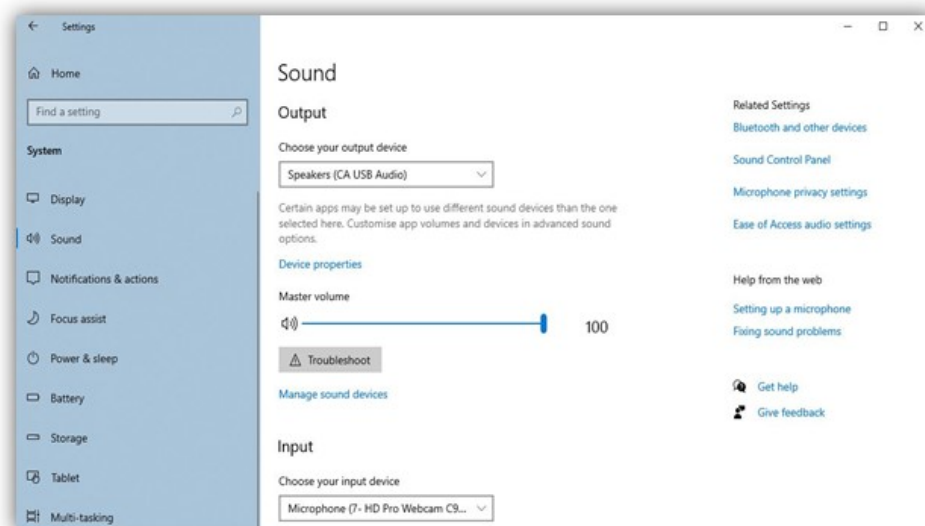 Settings
Home
Find a setting
System
Display
Sound
Notifications & actions
Focus assist
Power & sleep
Battery
Storage
Tablet
Multi-tasking
Sound
Output
Choose your output device
Speakers (CA USB Audio)
Certain apps may be set up to use different sound devices than the one
selected here. Customise app volumes and devices in advanced sound
options.
Device properties
Master volume
100
Troubleshoot
Manage sound devices
Input
Choose your input device
Microphone (7- HD Pro Webcam C9...
Related Settings
Bluetooth and other devices
Sound Control Panel
Microphone privacy settings
Ease of Access audio settings
Help from the web
Setting up a microphone
Fixing sound problems
Get help
Give feedback